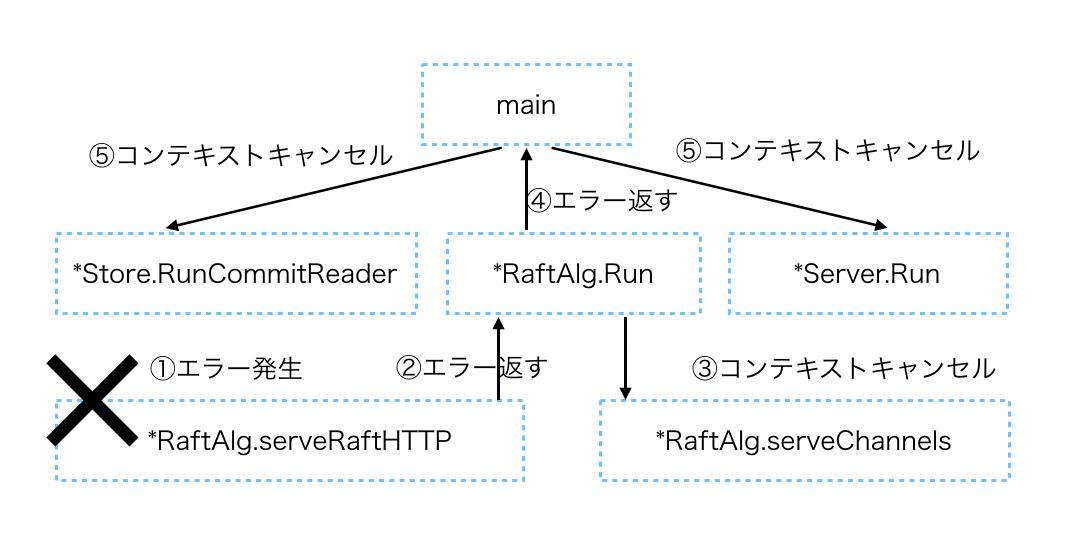 main
⑤コンテキストキャンセル
⑤コンテキストキャンセル
④エラー返す
*Store.RunCommitReader
*RaftAlg.Run
*Server.Run
①エラー発生
②エラー返す
③コンテキストキャンセル
*RaftAlg.serveRaftHTTP
*RaftAlg.serveChannels